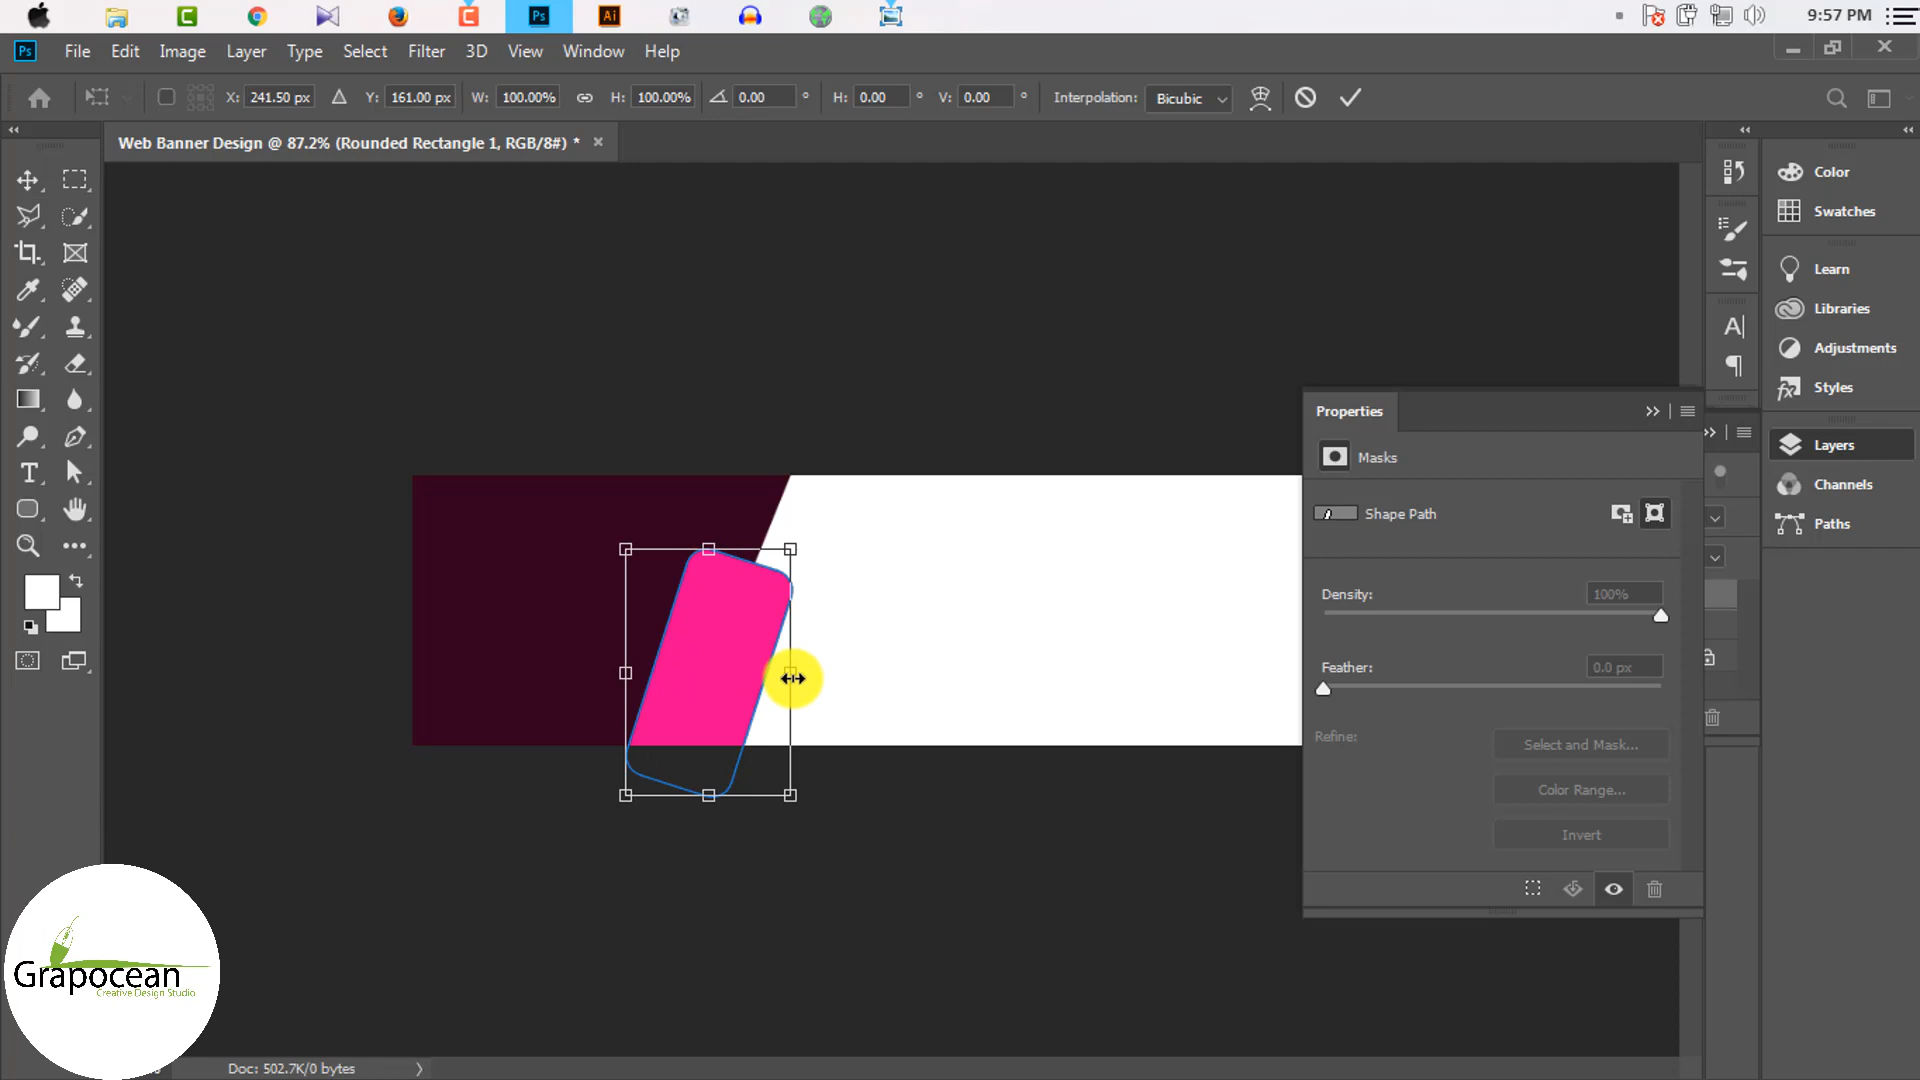 9:57 PM
Ps
File Edit Image Layer Type Select Filter 3D View Window Help
X: 241.50 px Y: 161.00 px W: 100.00% H: 100.00% 0.00 ° H: 0.00 ° V: 0.00 ° Interpolation: Bicubic
Web Banner Design @ 87.2% (Rounded Rectangle 1, RGB/8#) *
Color
Swatches
Learn
Libraries
Adjustments
Styles
Layers
Channels
Paths
Properties
Masks
Shape Path
Density: 100%
Feather: 0.0 px
Refine:
Select and Mask...
Color Range...
Invert
Grapocean
Creative Design Studio
Doc: 502.7K/0 bytes